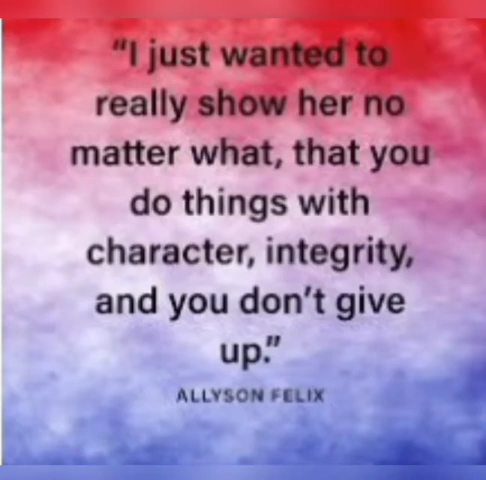 “I just wanted to
really show her no
matter what, that you
do things with
character, integrity,
and you don’t give
up.”
ALLYSON FELIX